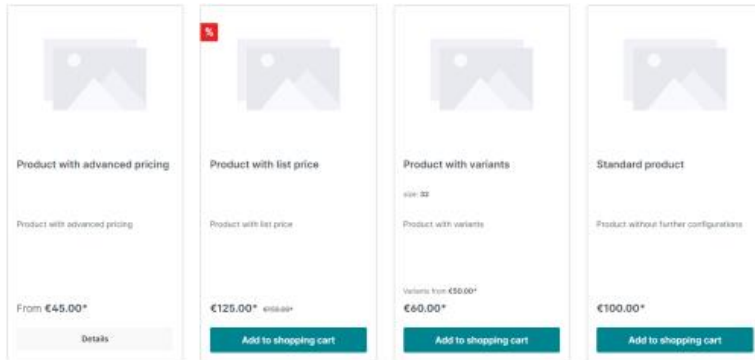 %
Product with advanced pricing
Product with advanced pricing
From €45.00*
Details
Product with list price
Product with list price
€125.00*
Add to shopping cart
Product with variants
size: 32
Product with variants
Variants from €50.00*
€60.00*
Add to shopping cart
Standard product
Product without further configurations
€100.00*
Add to shopping cart